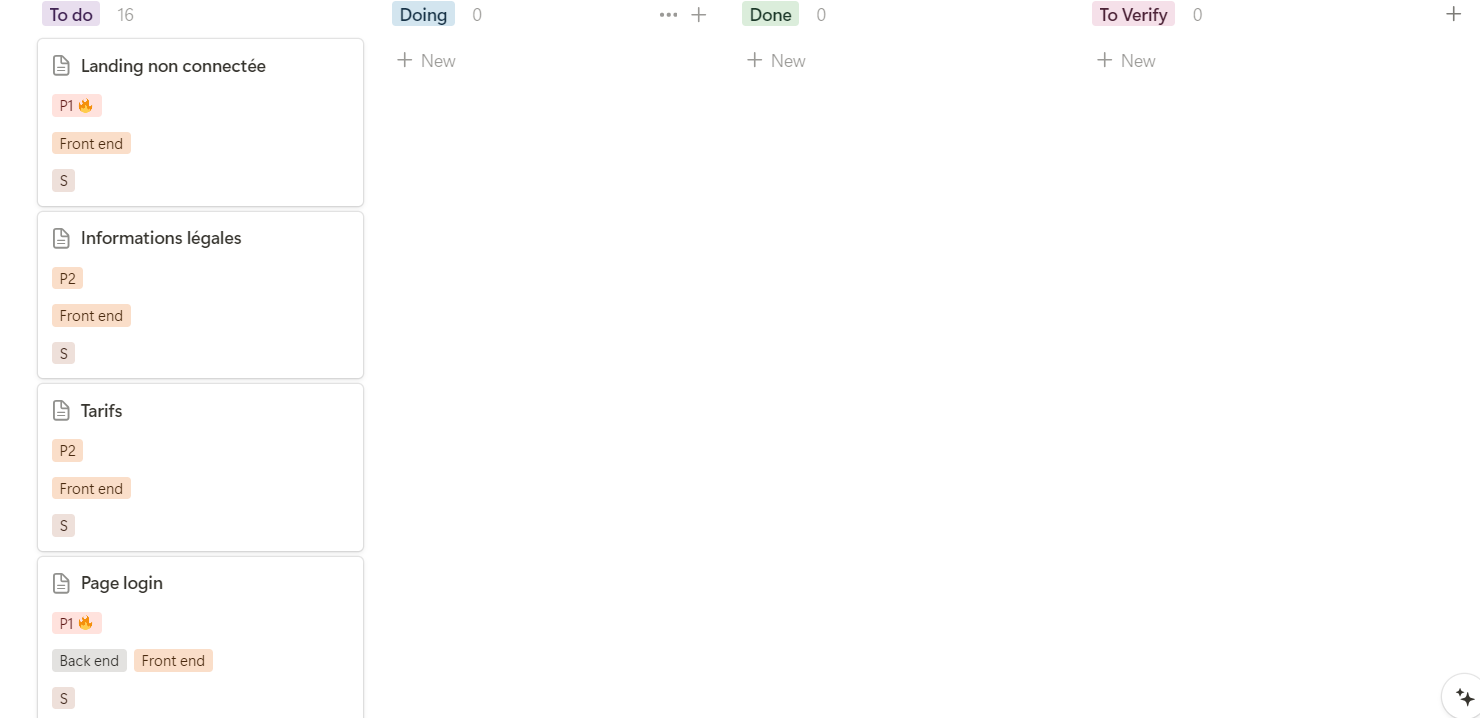 To do 16
Doing 0
Done 0
To Verify 0
Landing non connectée
P1 🔥
Front end
S
Informations légales
P2
Front end
S
Tarifs
P2
Front end
S
Page login
P1 🔥
Back end Front end
S
New
New
New